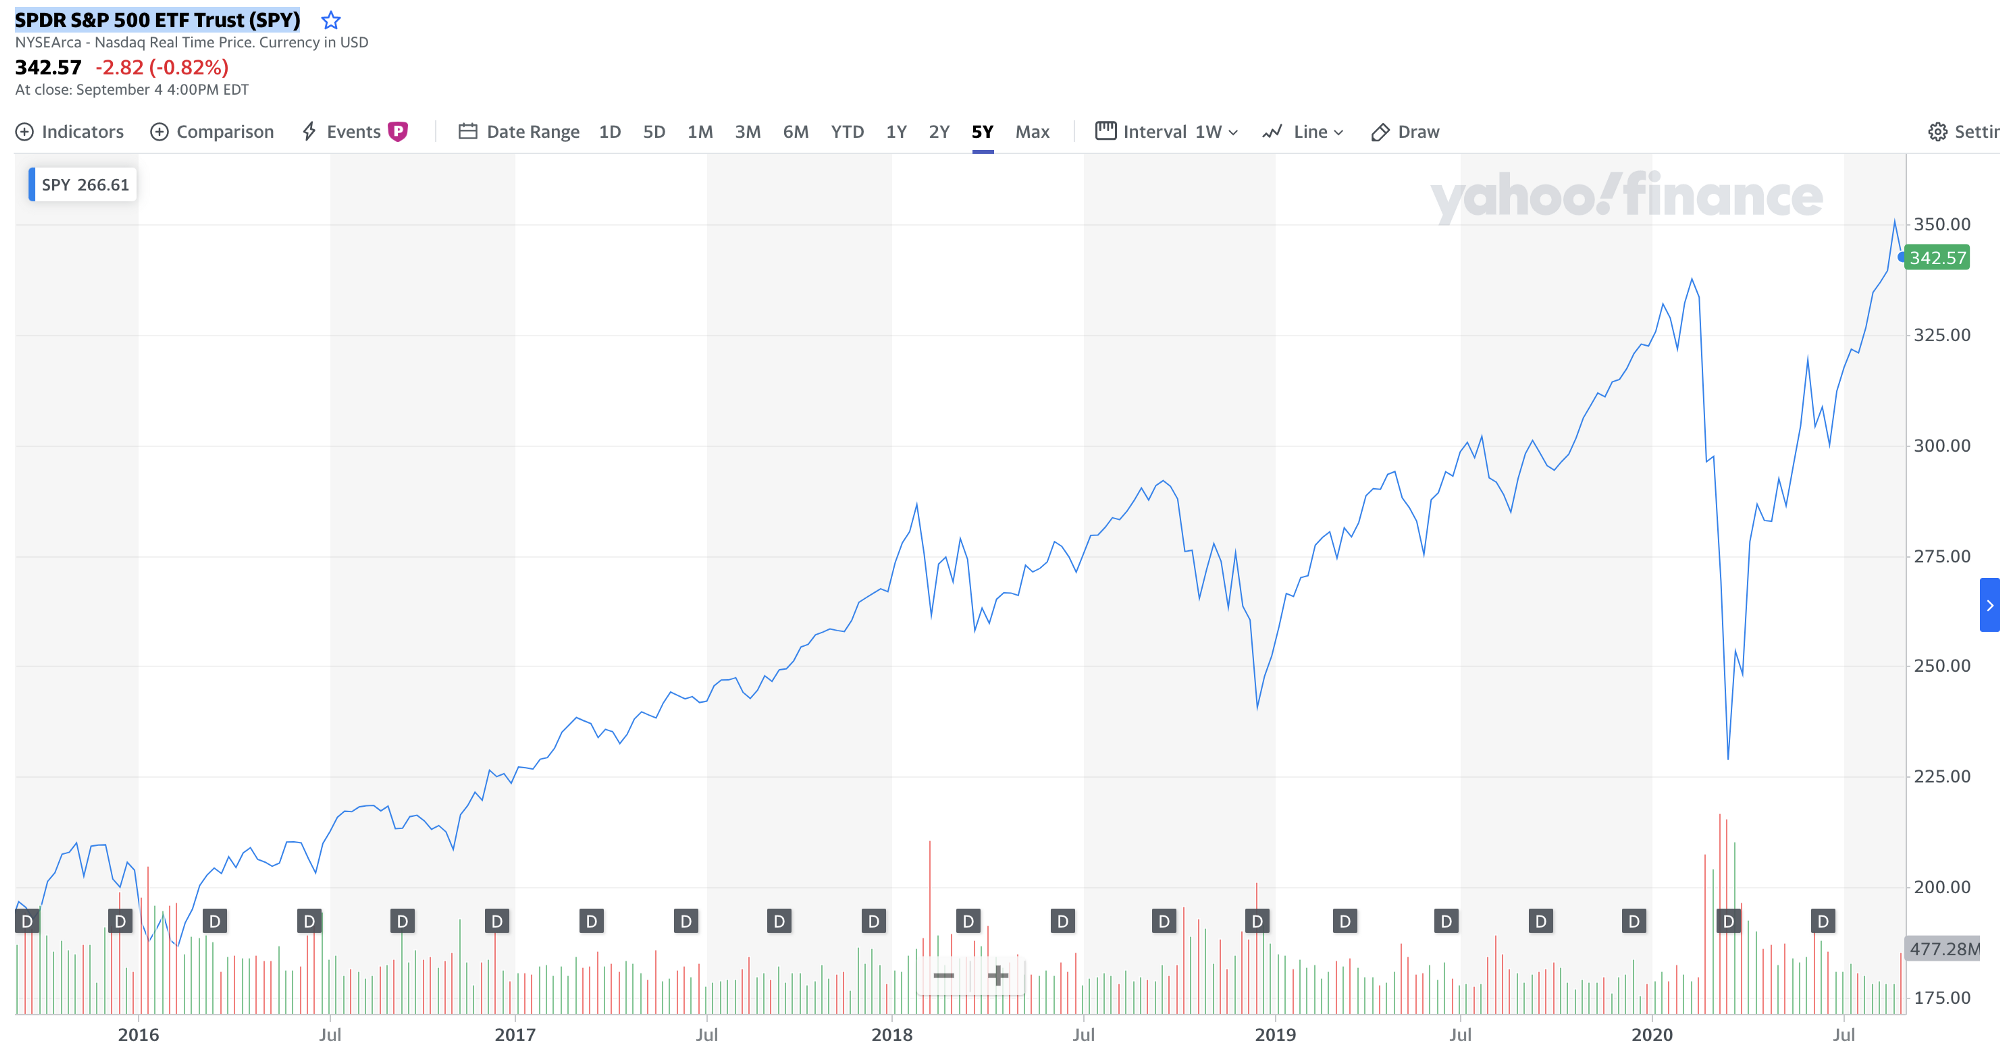 SPDR S&P 500 ETF Trust (SPY)
NYSEArca - Nasdaq Real Time Price. Currency in USD
342.57 -2.82 (-0.82%)
At close: September 4 4:00PM EDT
Indicators Comparison Events P Date Range 1D 5D 1M 3M 6M YTD 1Y 2Y 5Y Max Interval 1W Line Draw Settin
SPY 266.61
yahoo!finance
350.00
342.57
325.00
300.00
275.00
250.00
225.00
200.00
D D D D D D D D D D D D D D D D D D D D
477.28M
175.00
2016 Jul 2017 Jul 2018 Jul 2019 Jul 2020 Jul